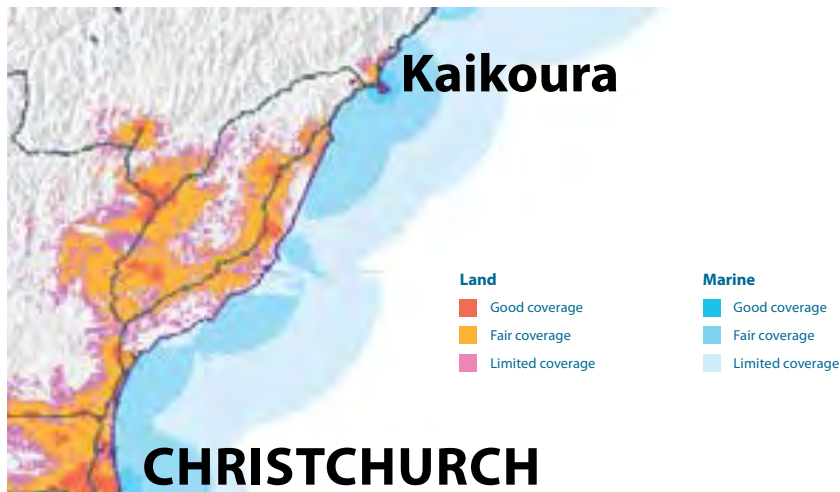 Kaikoura
Land
Marine
Good coverage
Good coverage
Fair coverage
Fair coverage
Limited coverage
Limited coverage
CHRISTCHURCH